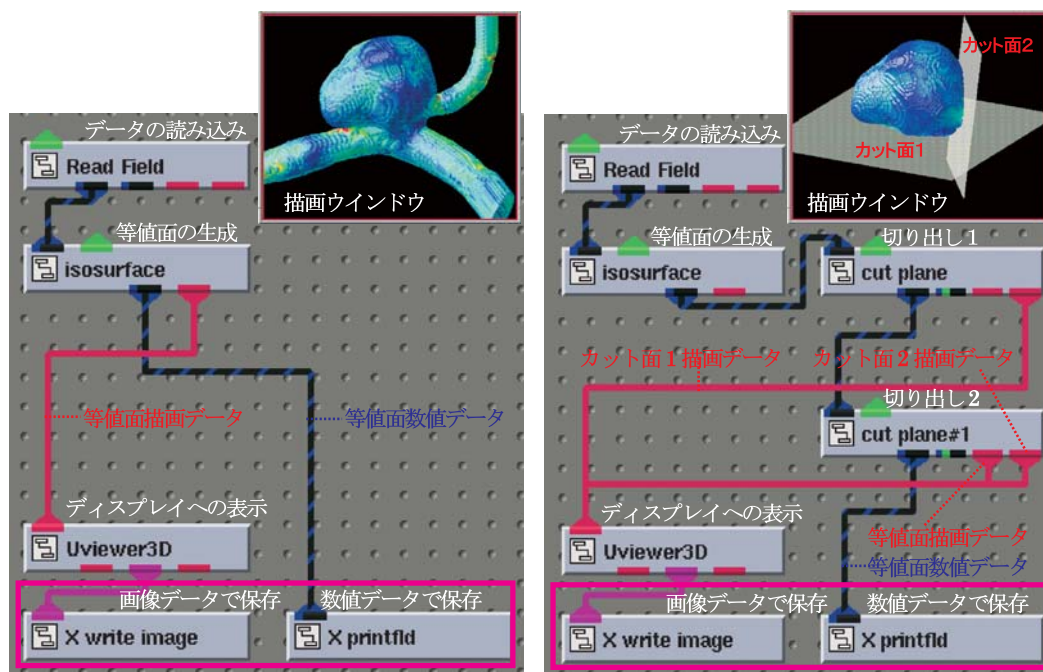 データの読み込み
Read Field
描画ウインドウ
等値面の生成
isosurface
等値面描画データ
等値面数値データ
ディスプレイへの表示
Uviewer3D
画像データで保存
数値データで保存
X write image
X printfld
カット面2
カット面1
データの読み込み
Read Field
描画ウインドウ
等値面の生成
切り出し1
isosurface
cut plane
カット面1描画データ
カット面2描画データ
切り出し2
cut plane#1
ディスプレイへの表示
等値面描画データ
Uviewer3D
等値面数値データ
画像データで保存
数値データで保存
X write image
X printfld